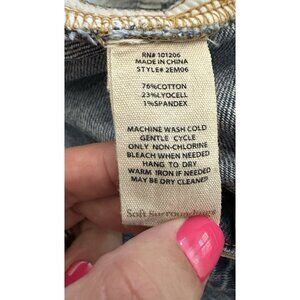 RN# 101206
MADE IN CHINA
STYLE# 2EM06
76%COTTON
23%LYOCELL
1%SPANDEX
MACHINE WASH COLD
GENTLE CYCLE
ONLY NON-CHLORINE
BLEACH WHEN NEEDED
HANG TO DRY
WARM IRON IF NEEDED
MAY BE DRY CLEANED
Soft Surroundings